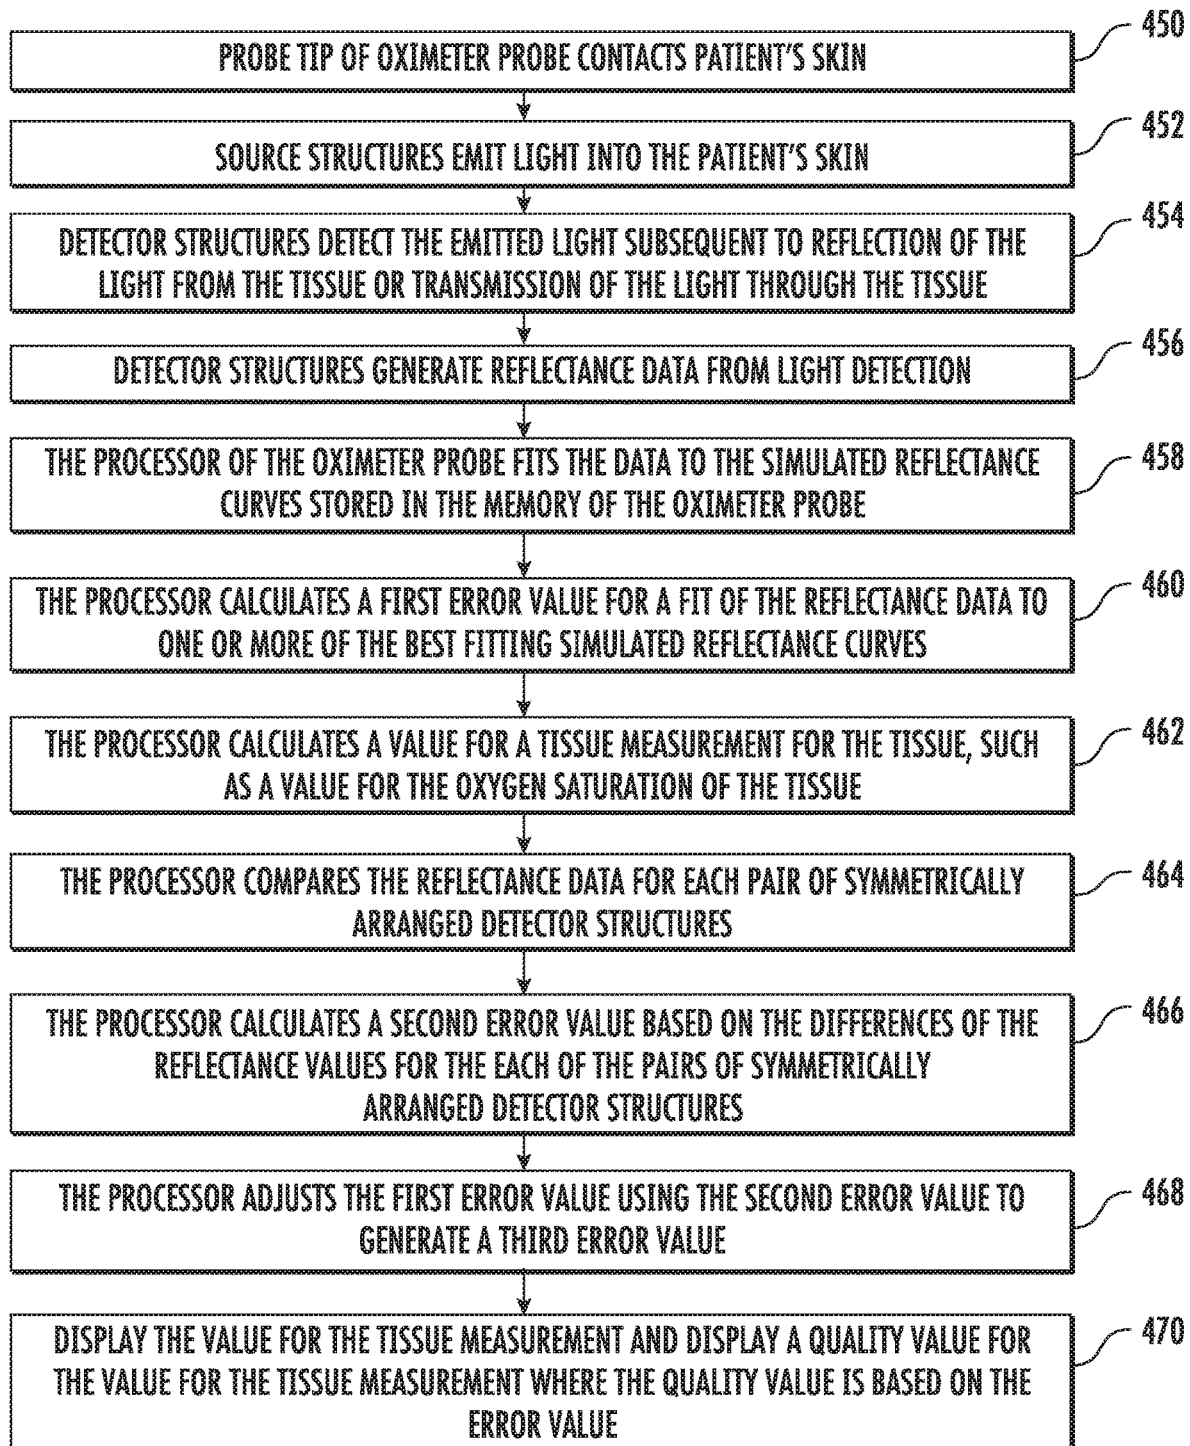 450
PROBE TIP OF OXIMETER PROBE CONTACTS PATIENT'S SKIN
452
SOURCE STRUCTURES EMIT LIGHT INTO THE PATIENT'S SKIN
454
DETECTOR STRUCTURES DETECT THE EMITTED LIGHT SUBSEQUENT TO REFLECTION OF THE
LIGHT FROM THE TISSUE OR TRANSMISSION OF THE LIGHT THROUGH THE TISSUE
456
DETECTOR STRUCTURES GENERATE REFLECTANCE DATA FROM LIGHT DETECTION
458
THE PROCESSOR OF THE OXIMETER PROBE FITS THE DATA TO THE SIMULATED REFLECTANCE
CURVES STORED IN THE MEMORY OF THE OXIMETER PROBE
460
THE PROCESSOR CALCULATES A FIRST ERROR VALUE FOR A FIT OF THE REFLECTANCE DATA TO
ONE OR MORE OF THE BEST FITTING SIMULATED REFLECTANCE CURVES
462
THE PROCESSOR CALCULATES A VALUE FOR A TISSUE MEASUREMENT FOR THE TISSUE, SUCH
AS A VALUE FOR THE OXYGEN SATURATION OF THE TISSUE
464
THE PROCESSOR COMPARES THE REFLECTANCE DATA FOR EACH PAIR OF SYMMETRICALLY
ARRANGED DETECTOR STRUCTURES
466
THE PROCESSOR CALCULATES A SECOND ERROR VALUE BASED ON THE DIFFERENCES OF THE
REFLECTANCE VALUES FOR THE EACH OF THE PAIRS OF SYMMETRICALLY
ARRANGED DETECTOR STRUCTURES
468
THE PROCESSOR ADJUSTS THE FIRST ERROR VALUE USING THE SECOND ERROR VALUE TO
GENERATE A THIRD ERROR VALUE
470
DISPLAY THE VALUE FOR THE TISSUE MEASUREMENT AND DISPLAY A QUALITY VALUE FOR
THE VALUE FOR THE TISSUE MEASUREMENT WHERE THE QUALITY VALUE IS BASED ON THE
ERROR VALUE